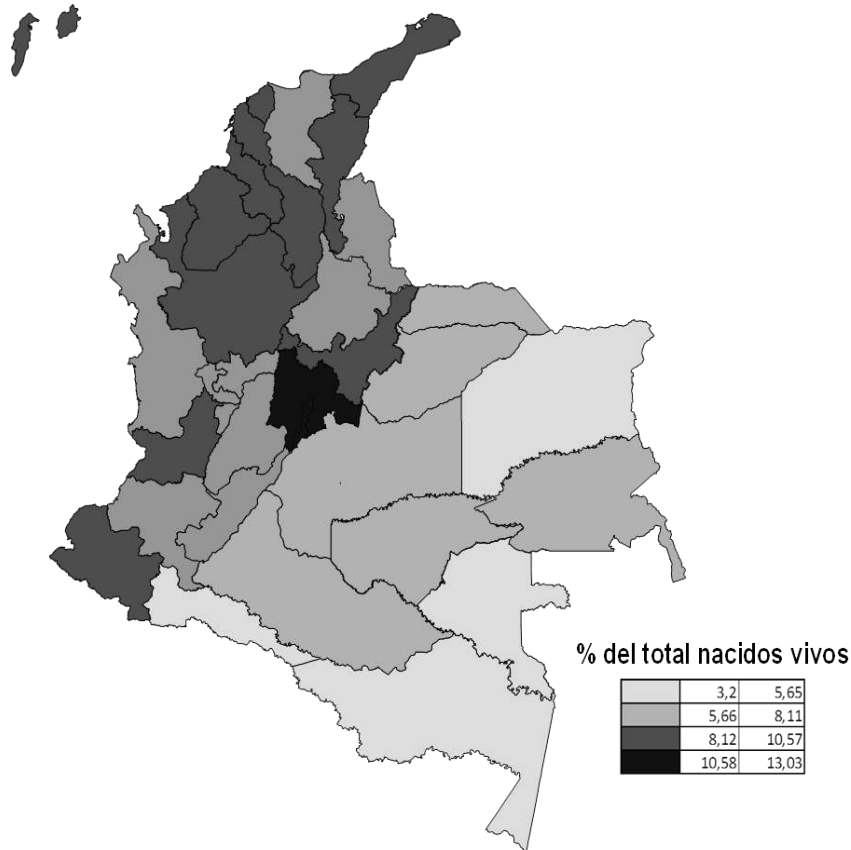 % del total nacidos vivos
3,2 5,65
5,66 8,11
8,12 10,57
10,58 13,03